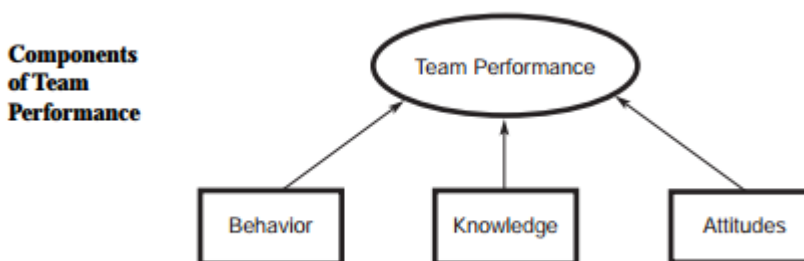 Components
of Team
Performance
Team Performance
Behavior
Knowledge
Attitudes